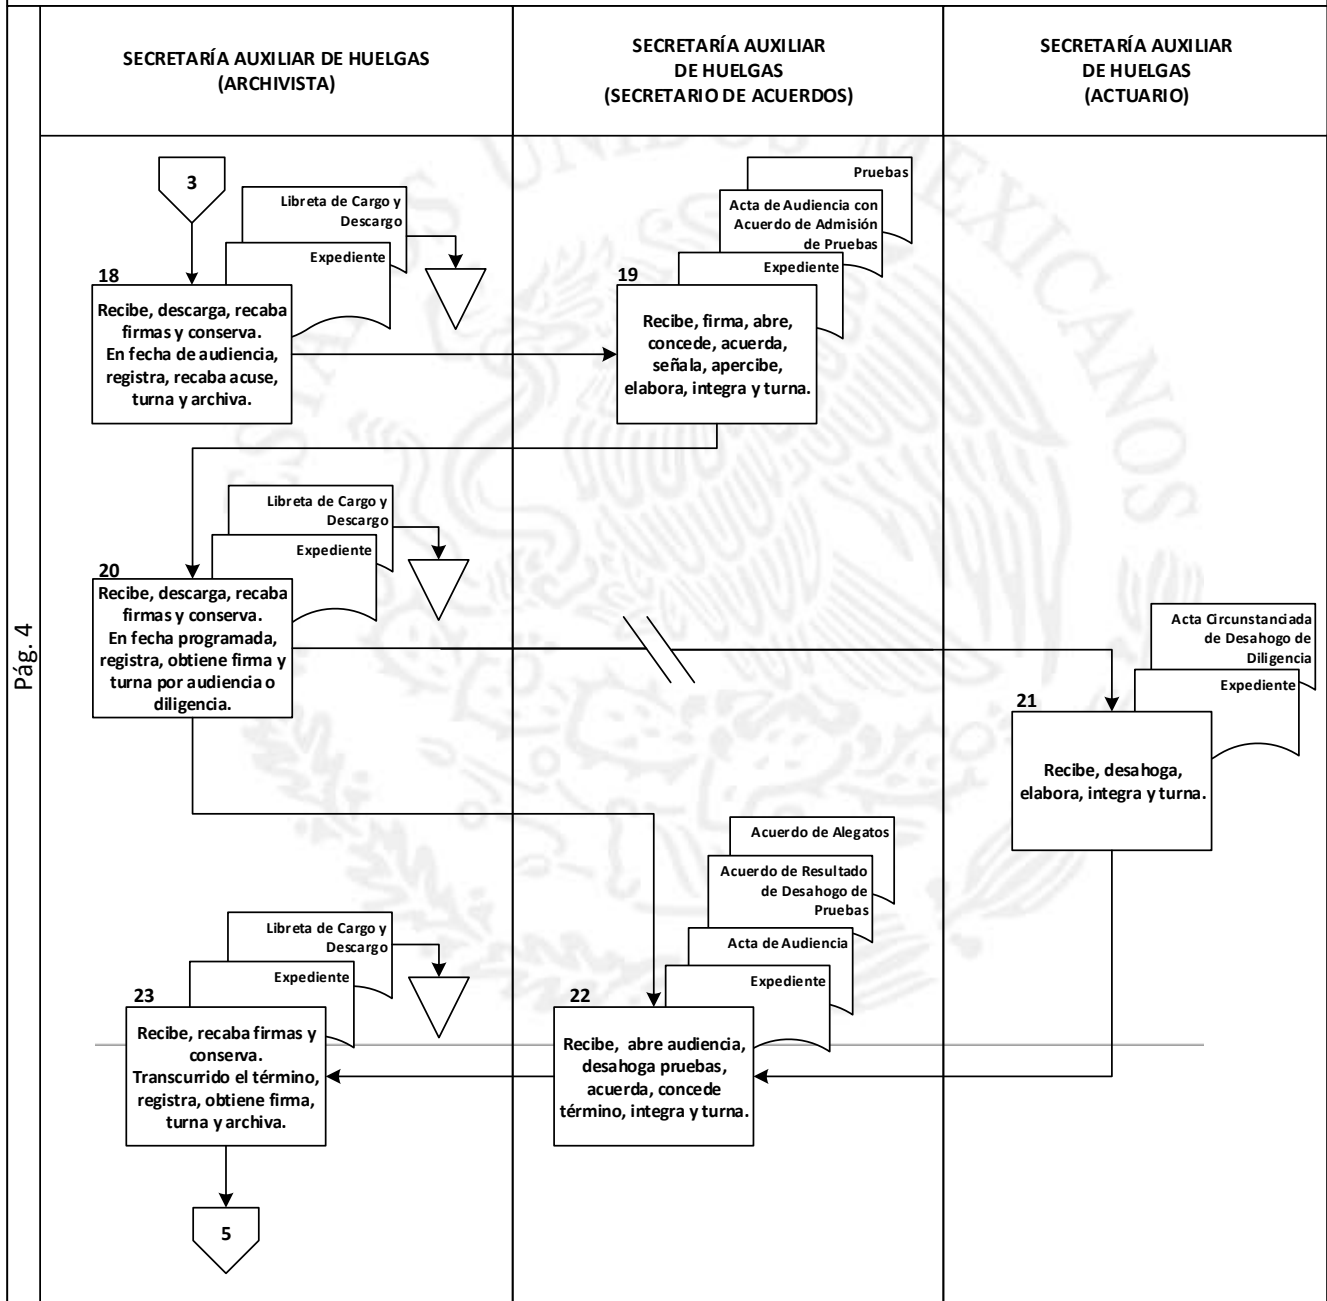 SECRETARÍA AUXILIAR DE HUELGAS
(ARCHIVISTA)
SECRETARÍA AUXILIAR
DE HUELGAS
(SECRETARIO DE ACUERDOS)
SECRETARÍA AUXILIAR
DE HUELGAS
(ACTUARIO)
Pág. 4
3
Libreta de Cargo y
Descargo
Expediente
18
Recibe, descarga, recaba
firmas y conserva.
En fecha de audiencia,
registra, recaba acuse,
turna y archiva.
Pruebas
Acta de Audiencia con
Acuerdo de Admisión
de Pruebas
Expediente
19
Recibe, firma, abre,
concede, acuerda,
señala, apercibe,
elabora, integra y turna.
Libreta de Cargo y
Descargo
Expediente
20
Recibe, descarga, recaba
firmas y conserva.
En fecha programada,
registra, obtiene firma y
turna por audiencia o
diligencia.
Acta Circunstanciada
de Desahogo de
Diligencia
Expediente
21
Recibe, desahoga,
elabora, integra y turna.
Acuerdo de Alegatos
Acuerdo de Resultado
de Desahogo de
Pruebas
Acta de Audiencia
Expediente
22
Recibe, abre audiencia,
desahoga pruebas,
acuerda, concede
término, integra y turna.
Libreta de Cargo y
Descargo
Expediente
23
Recibe, recaba firmas y
conserva.
Transcurrido el término,
registra, obtiene firma,
turna y archiva.
5
UNIDOS MEXICANOS